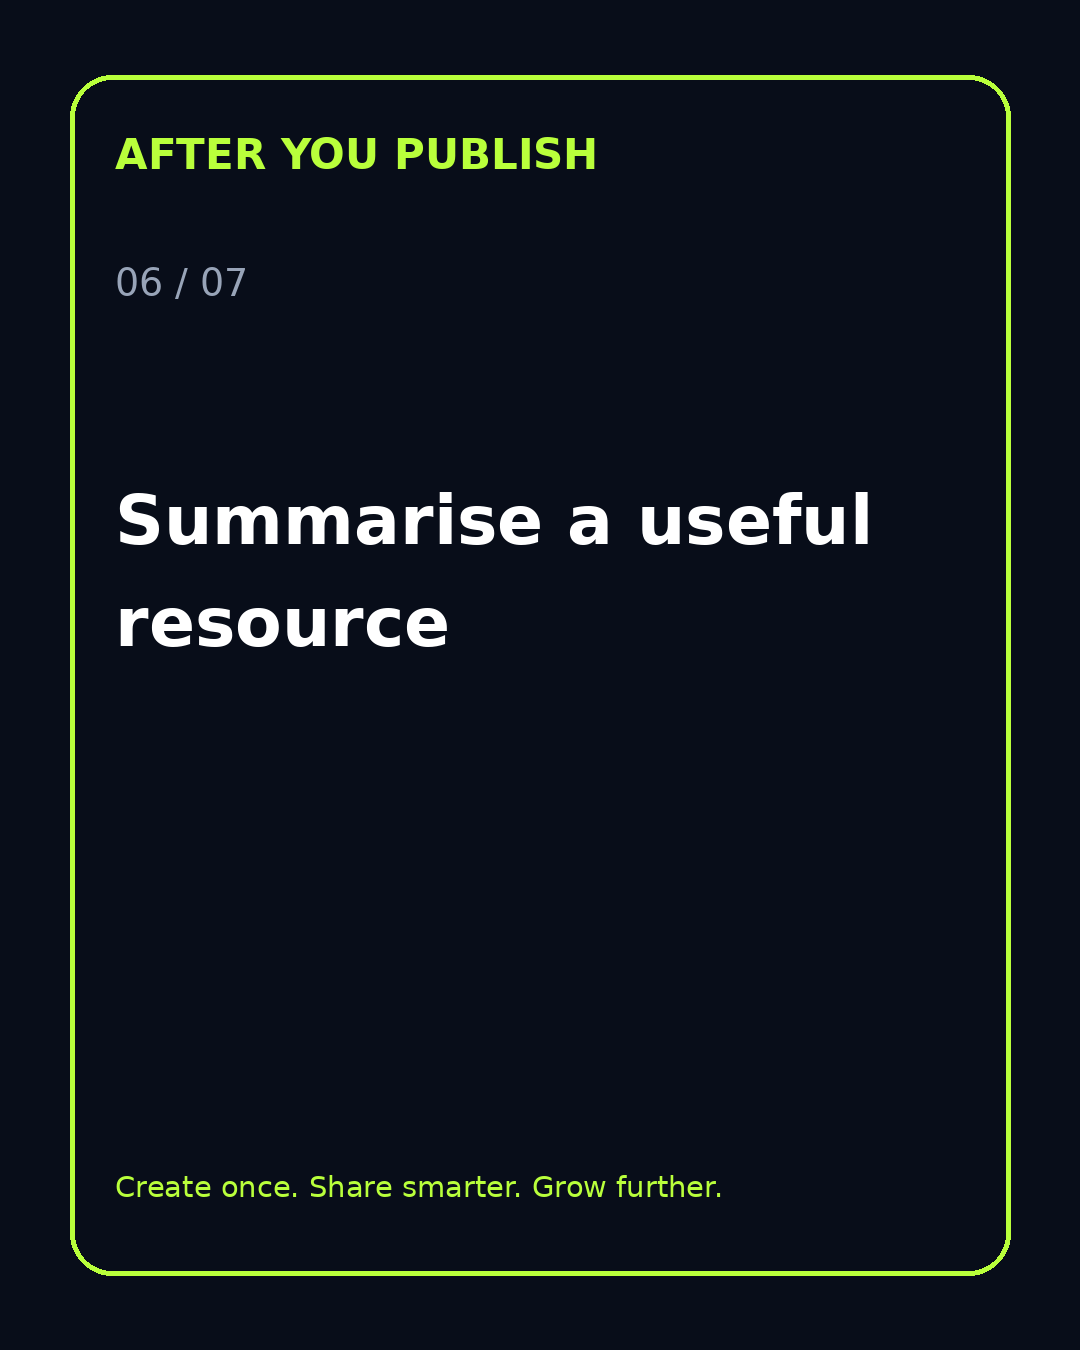 AFTER YOU PUBLISH
06 / 07
Summarise a useful
resource
Create once. Share smarter. Grow further.